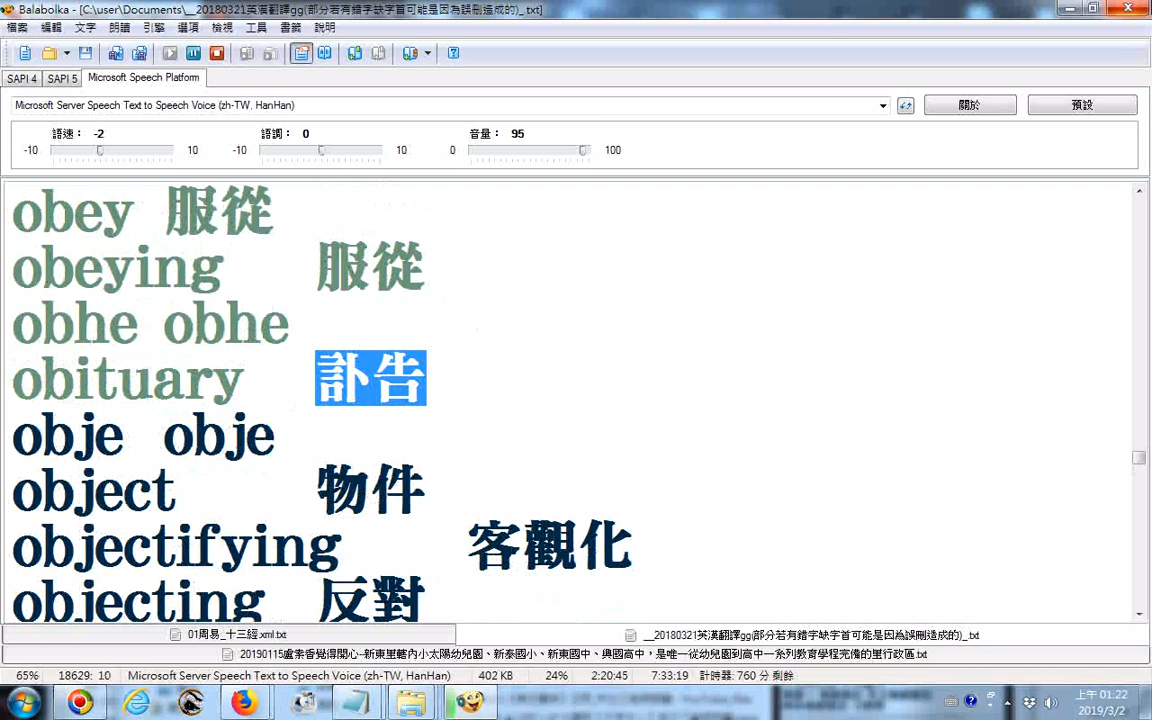 Balabolka - [C:\user\Documents\__20180321英漢翻譯gg(部分若有錯字缺字首可能是因為誤刪造成的)_.txt]
檔案 編輯 文字 朗讀 引擎 選項 檢視 工具 書籤 說明
SAPI 4 SAPI 5 Microsoft Speech Platform
Microsoft Server Speech Text to Speech Voice (zh-TW, HanHan) 關於 預設
語速： -2 語調： 0 音量： 95
-10 10 -10 10 0 100
obey 服從
obeying 服從
obhe obhe
obituary 訃告
obje obje
object 物件
objectifying 客觀化
objecting 反對
01周易_十三經.xml.txt __20180321英漢翻譯gg(部分若有錯字缺字首可能是因為誤刪造成的)_.txt
20190115盧素香覺得開心-新東里轄內小太陽幼兒園、新泰國小、新東國中、興國高中，是唯一從幼兒園到高中一系列教育學程完備的里行政區.txt
65% 18629: 10 Microsoft Server Speech Text to Speech Voice (zh-TW, HanHan) 402 KB 24% 2:20:45 7:33:19 計時器: 760 分 剩餘
上午 01:22
2019/3/2